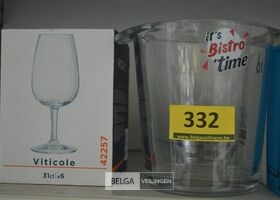 it's
Bistro
time
332
www.Belgaveilingen.be
Viticole
31cl x6
42257
BELGA VEILINGEN